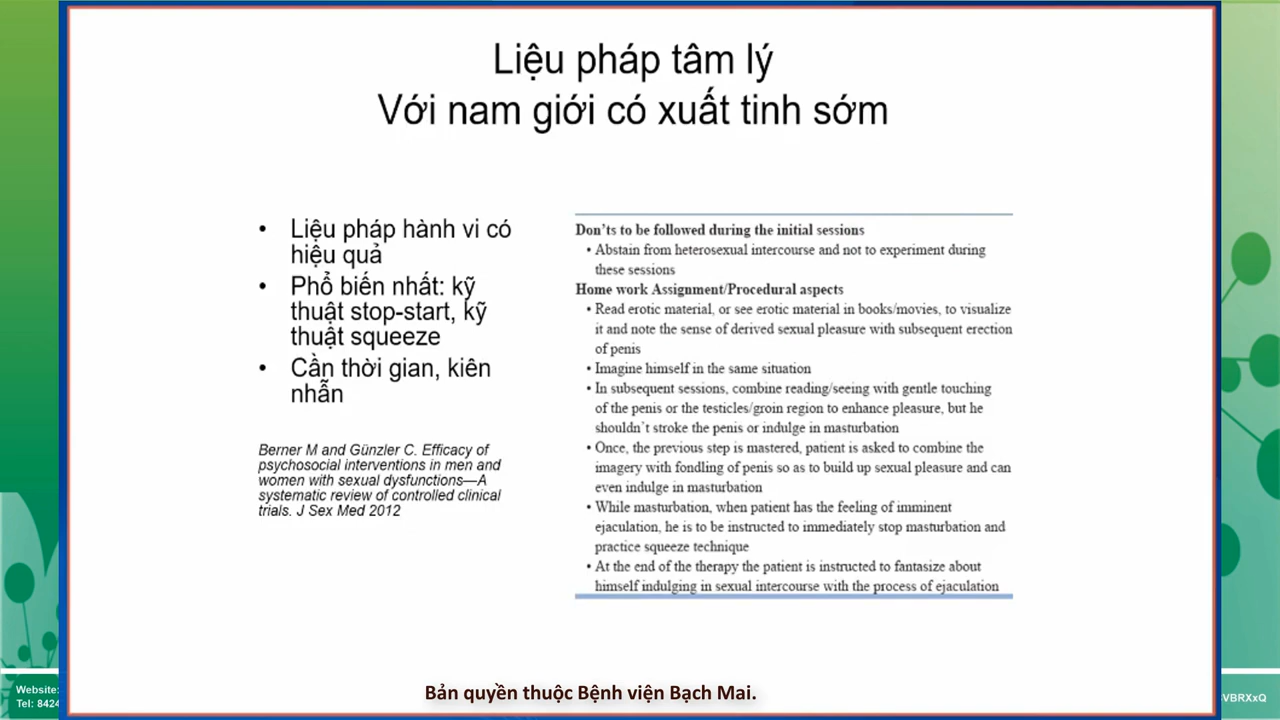 Liệu pháp tâm lý
Với nam giới có xuất tinh sớm
• Liệu pháp hành vi có
hiệu quả
• Phổ biến nhất: kỹ
thuật stop-start, kỹ
thuật squeeze
• Cần thời gian, kiên
nhẫn
Berner M and Günzler C. Efficacy of
psychosocial interventions in men and
women with sexual dysfunctions—A
systematic review of controlled clinical
trials. J Sex Med 2012
Don'ts to be followed during the initial sessions
• Abstain from heterosexual intercourse and not to experiment during
these sessions
Home work Assignment/Procedural aspects
• Read erotic material, or see erotic material in books/movies, to visualize
it and note the sense of derived sexual pleasure with subsequent erection
of penis
• Imagine himself in the same situation
• In subsequent sessions, combine reading/seeing with gentle touching
of the penis or the testicles/groin region to enhance pleasure, but he
shouldn't stroke the penis or indulge in masturbation
• Once, the previous step is mastered, patient is asked to combine the
imagery with fondling of penis so as to build up sexual pleasure and can
even indulge in masturbation
• While masturbation, when patient has the feeling of imminent
ejaculation, he is to be instructed to immediately stop masturbation and
practice squeeze technique
• At the end of the therapy the patient is instructed to fantasize about
himself indulging in sexual intercourse with the process of ejaculation
Bản quyền thuộc Bệnh viện Bạch Mai.
Website:
Tel: 8424
VBRXxQ